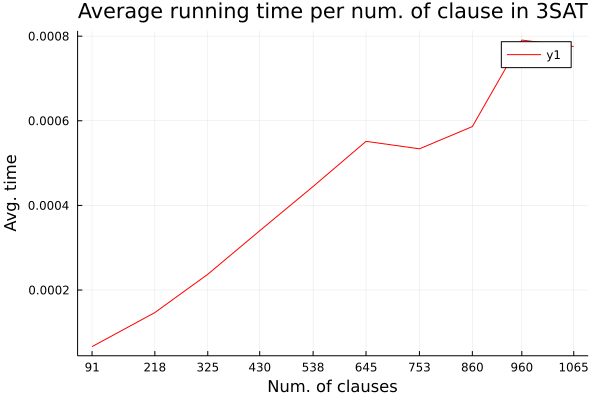 Average running time per num. of clause in 3SAT
0.0008
y1
0.0006
Avg. time
0.0004
0.0002
91 218 325 430 538 645 753 860 960 1065
Num. of clauses